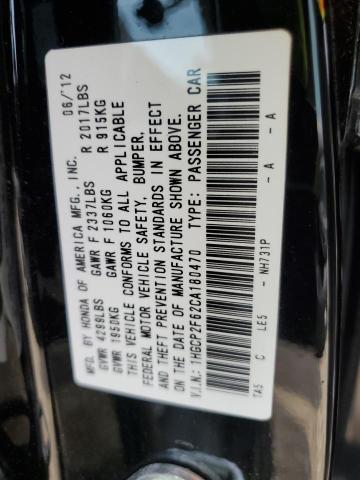 MFD. BY HONDA OF AMERICA MFG., INC. 06/'12
GVWR 4299LBS GAWR F 2337LBS R 2017LBS
GVWR 1950KG GAWR F 1060KG R 915KG
THIS VEHICLE CONFORMS TO ALL APPLICABLE
FEDERAL MOTOR VEHICLE SAFETY, BUMPER,
AND THEFT PREVENTION STANDARDS IN EFFECT
ON THE DATE OF MANUFACTURE SHOWN ABOVE.
V.I.N.: 1HGCP2F62CA180470 TYPE: PASSENGER CAR
TA5 C LE5 - NH731P - A - A